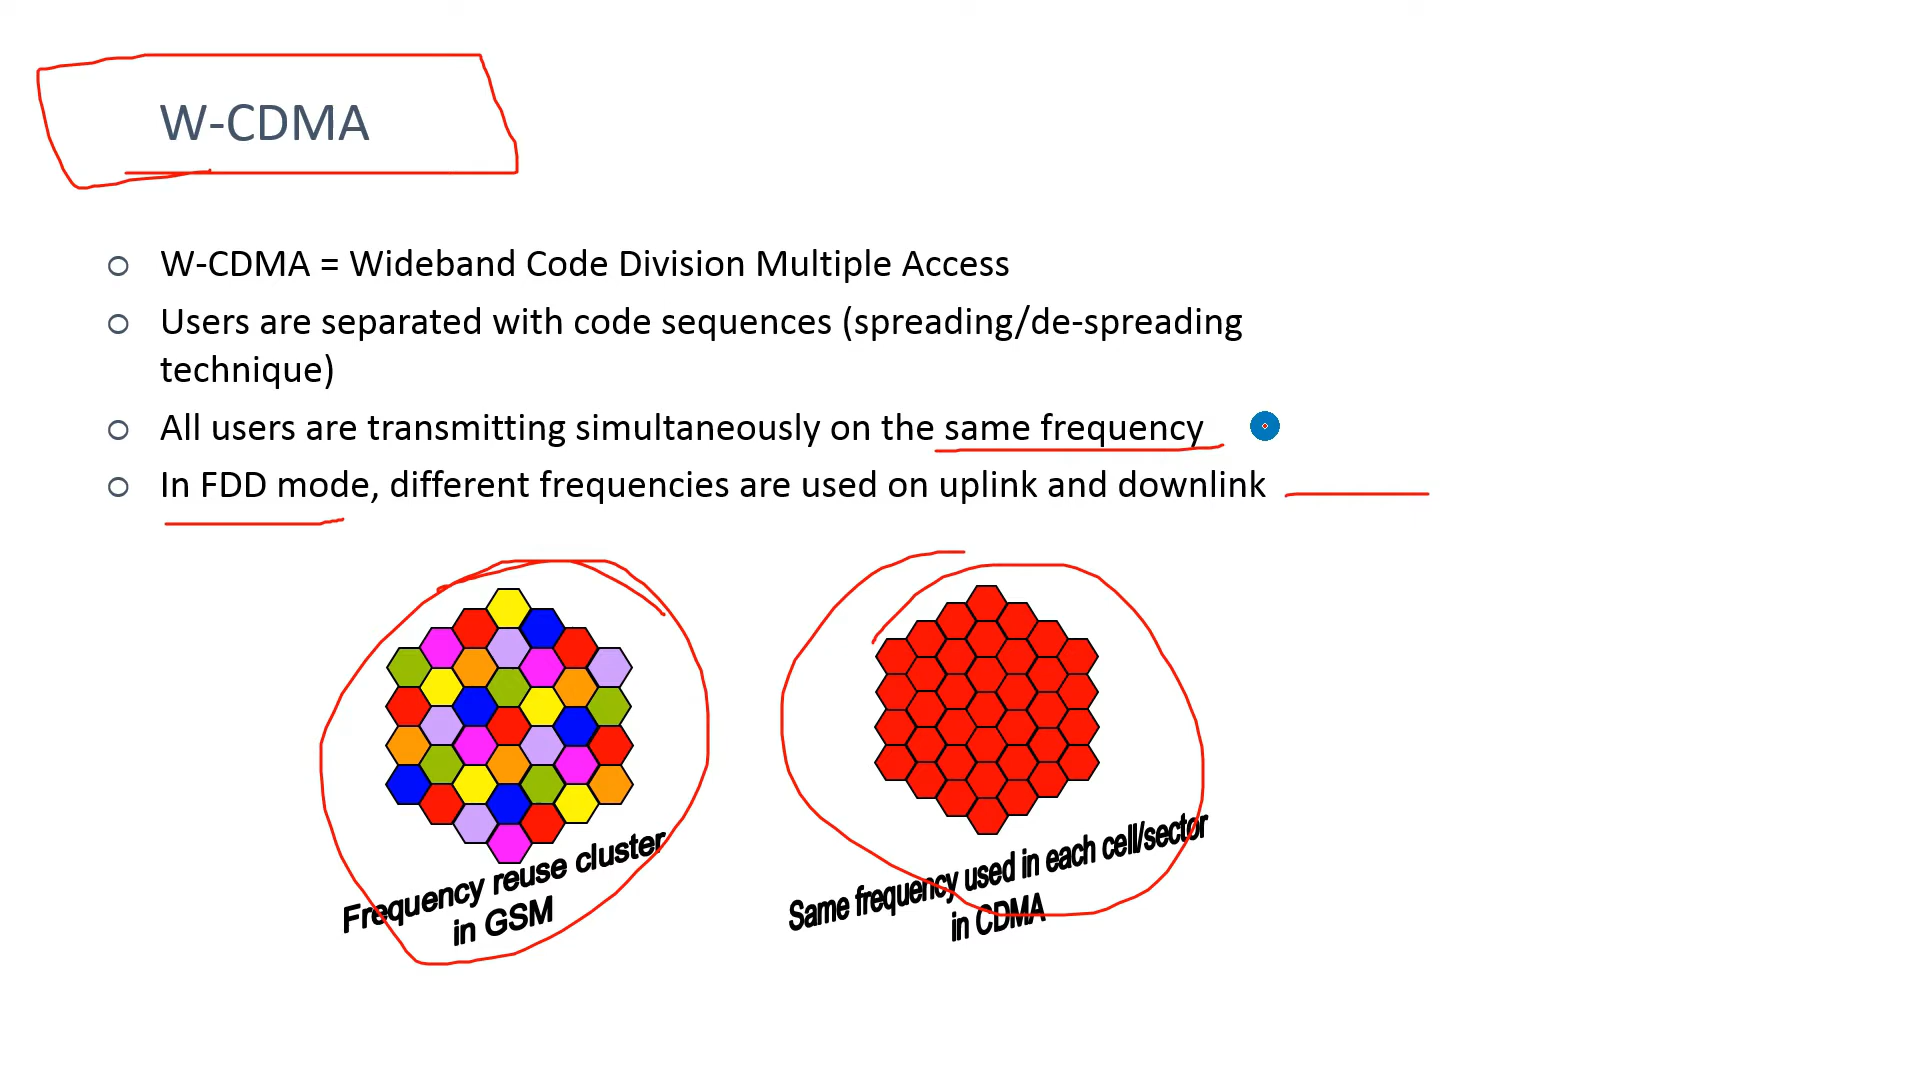 W-CDMA
W-CDMA = Wideband Code Division Multiple Access
Users are separated with code sequences (spreading/de-spreading
technique)
All users are transmitting simultaneously on the same frequency
In FDD mode, different frequencies are used on uplink and downlink
Frequency reuse cluster
in GSM
Same frequency used in each cell/sector
in CDMA